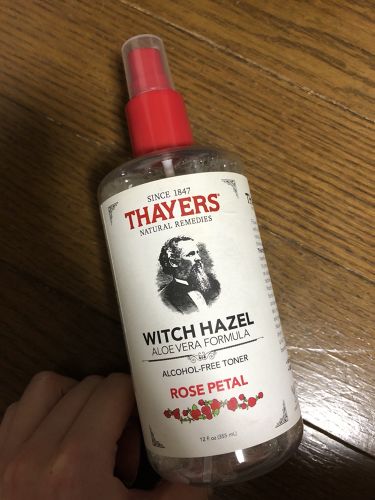 SINCE 1847
THAYERS®
NATURAL REMEDIES
WITCH HAZEL
ALOE VERA FORMULA
ALCOHOL-FREE TONER
ROSE PETAL
12 fl oz (355 mL)